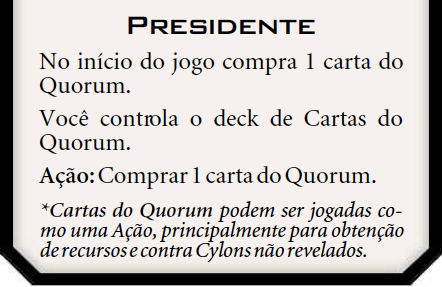 PRESIDENTE
No início do jogo compra 1 carta do
Quorum.
Você controla o deck de Cartas do
Quorum.
Ação: Comprar 1 carta do Quorum.
*Cartas do Quorum podem ser jogadas co-
mo uma Ação, principalmente para obtenção
de recursos e contra Cylons não revelados.